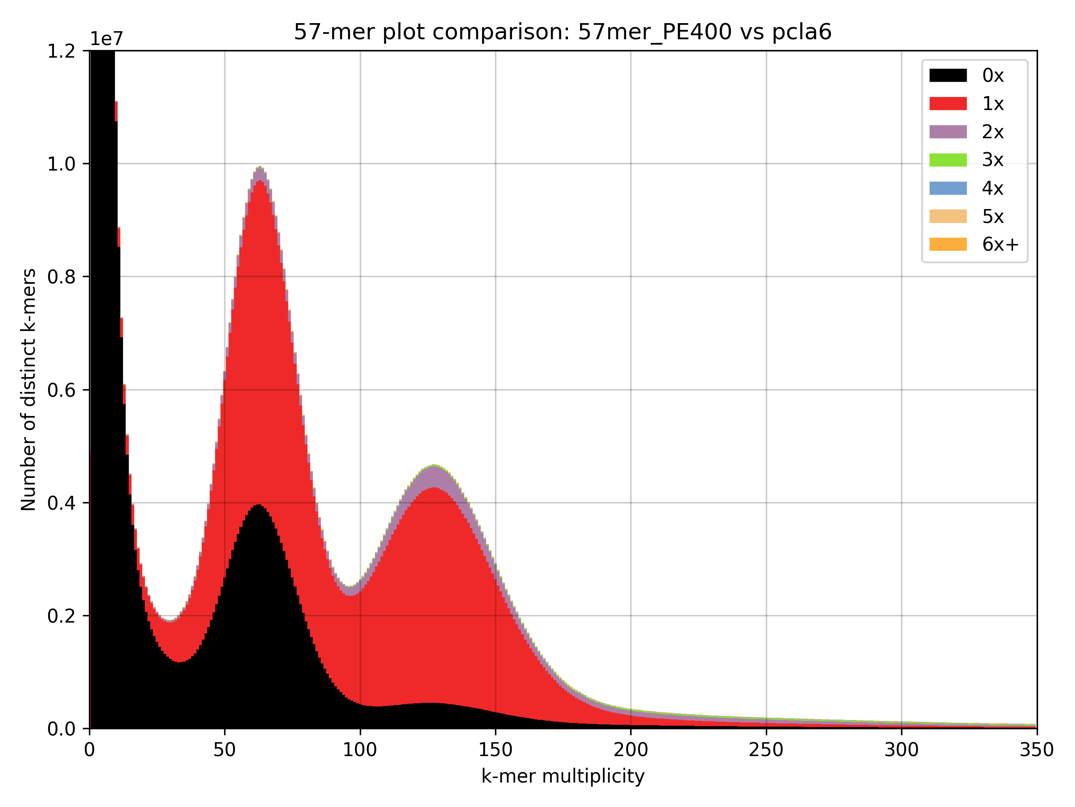 57-mer plot comparison: 57mer_PE400 vs pcla6
1e7
1.2
1.0
0.8
0.6
0.4
0.2
0.0
Number of distinct k-mers
0x
1x
2x
3x
4x
5x
6x+
0 50 100 150 200 250 300 350
k-mer multiplicity